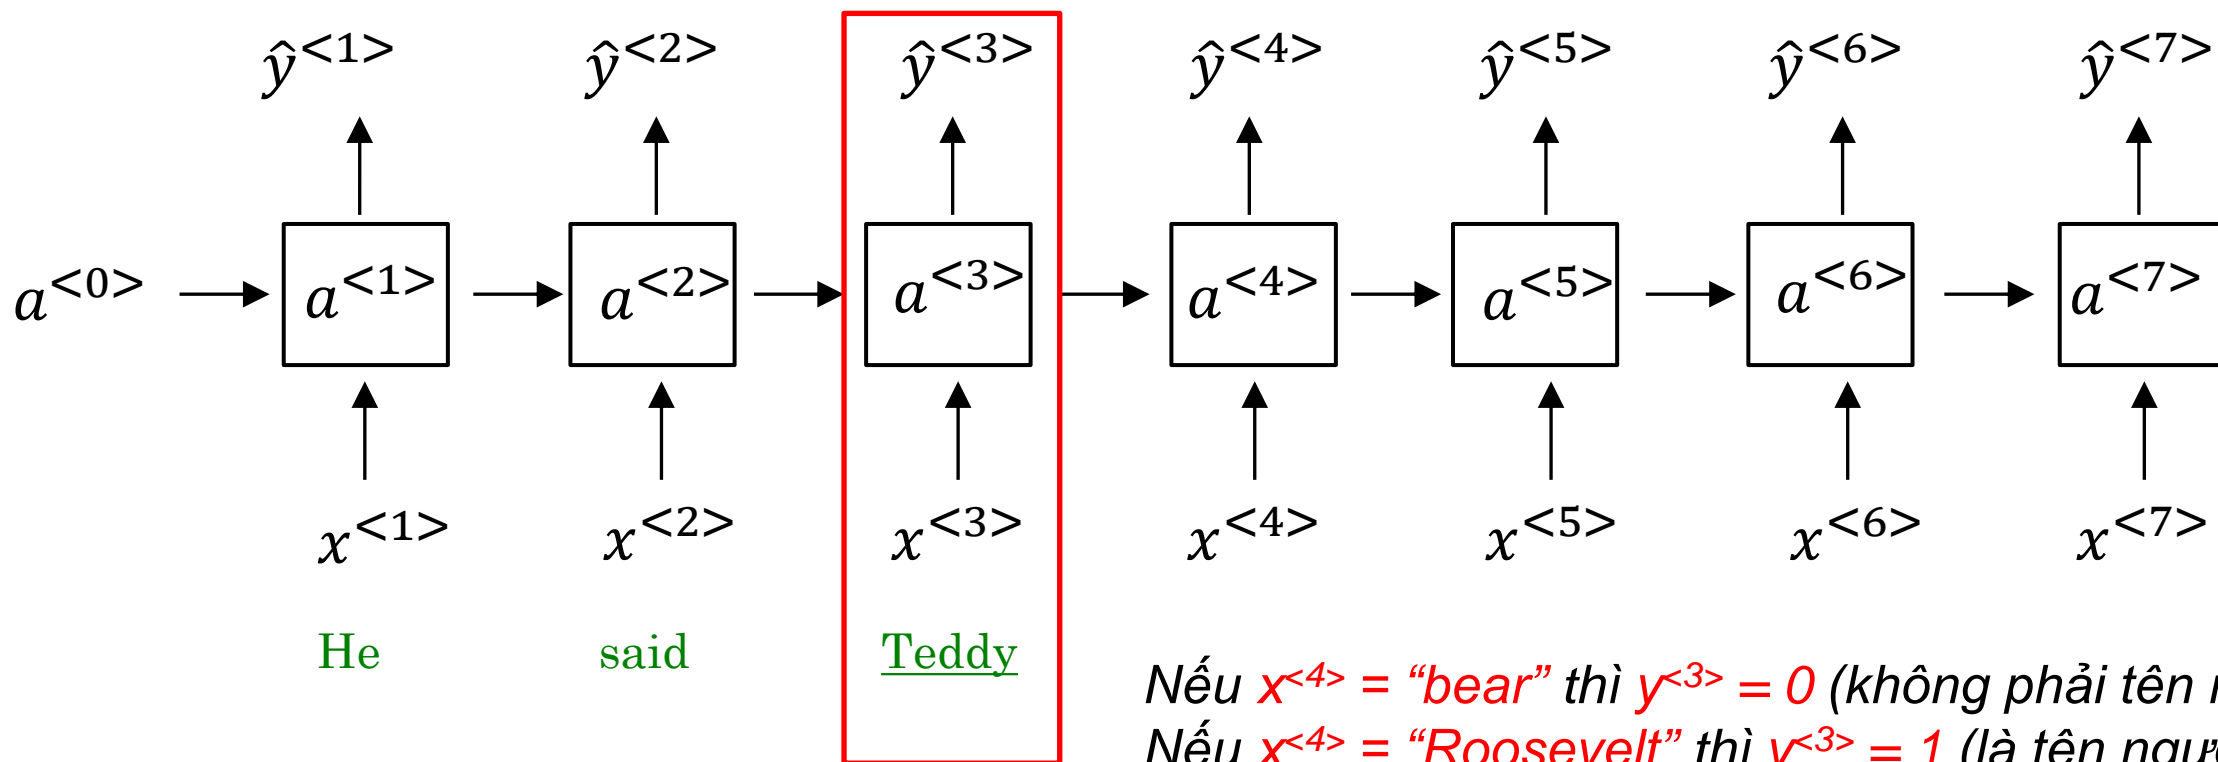 ŷ<1> ŷ<2> ŷ<3> ŷ<4> ŷ<5> ŷ<6> ŷ<7>
a<0> a<1> a<2> a<3> a<4> a<5> a<6> a<7>
x<1> x<2> x<3> x<4> x<5> x<6> x<7>
He said Teddy
Nếu x<4> = “bear” thì y<3> = 0 (không phải tên
Nếu x<4> = “Roosevelt” thì y<3> = 1 (là tên